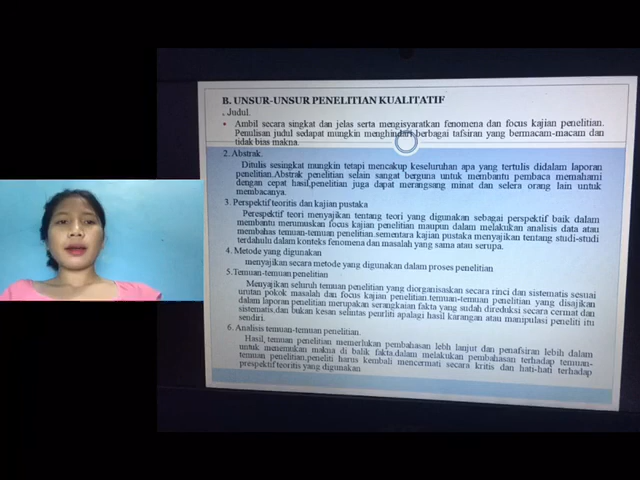 B. UNSUR-UNSUR PENELITIAN KUALITATIF
. Judul.
• Ambil secara singkat dan jelas serta mengisyaratkan fenomena dan focus kajian penelitian.
Penulisan judul sedapat mungkin menghindari berbagai tafsiran yang bermacam-macam dan
tidak bias makna.
2. Abstrak.
Ditulis sesingkat mungkin tetapi mencakup keseluruhan apa yang tertulis didalam laporan
penelitian.Abstrak penelitian selain sangat berguna untuk membantu pembaca memahami
dengan cepat hasil,penelitian juga dapat merangsang minat dan selera orang lain untuk
membacanya.
3. Perspektif teoritis dan kajian pustaka
Perspektif teori menyajikan tentang teori yang digunakan sebagai perspektif baik dalam
membantu merumuskan focus kajian penelitian maupun dalam melakukan analisis data atau
membahas temuan-temuan penelitian.sementara kajian pustaka menyajikan tentang studi-studi
terdahulu dalam konteks fenomena dan masalah yang sama atau serupa.
4. Metode yang digunakan
menyajikan secara metode yang digunakan dalam proses penelitian
5.Temuan-temuan penelitian
Menyajikan seluruh temuan penelitian yang diorganisaskan secara rinci dan sistematis sesuai
urutan pokok masalah dan focus kajian penelitian.temuan-temuan penelitian yang disajikan
dalam laporan penelitian merupakan serangkaian fakta yang sudah direduksi secara cermat dan
sistematis,dan bukan kesan selintas peurliti apalagi hasil karangan atau manipulasi peneliti itu
sendiri.
6. Analisis temuan-temuan penelitian.
Hasil, temuan penelitian memerlukan pembahasan lebh lanjut dan penafsiran lebih dalam
untuk menemukan makna di balik fakta,dalam melakukan pembahasan terhadap temuan-
temuan penelitian,peneliti harus kembali mencermati secara kritis dan hati-hati terhadap
prespektif teoritis yang digunakan